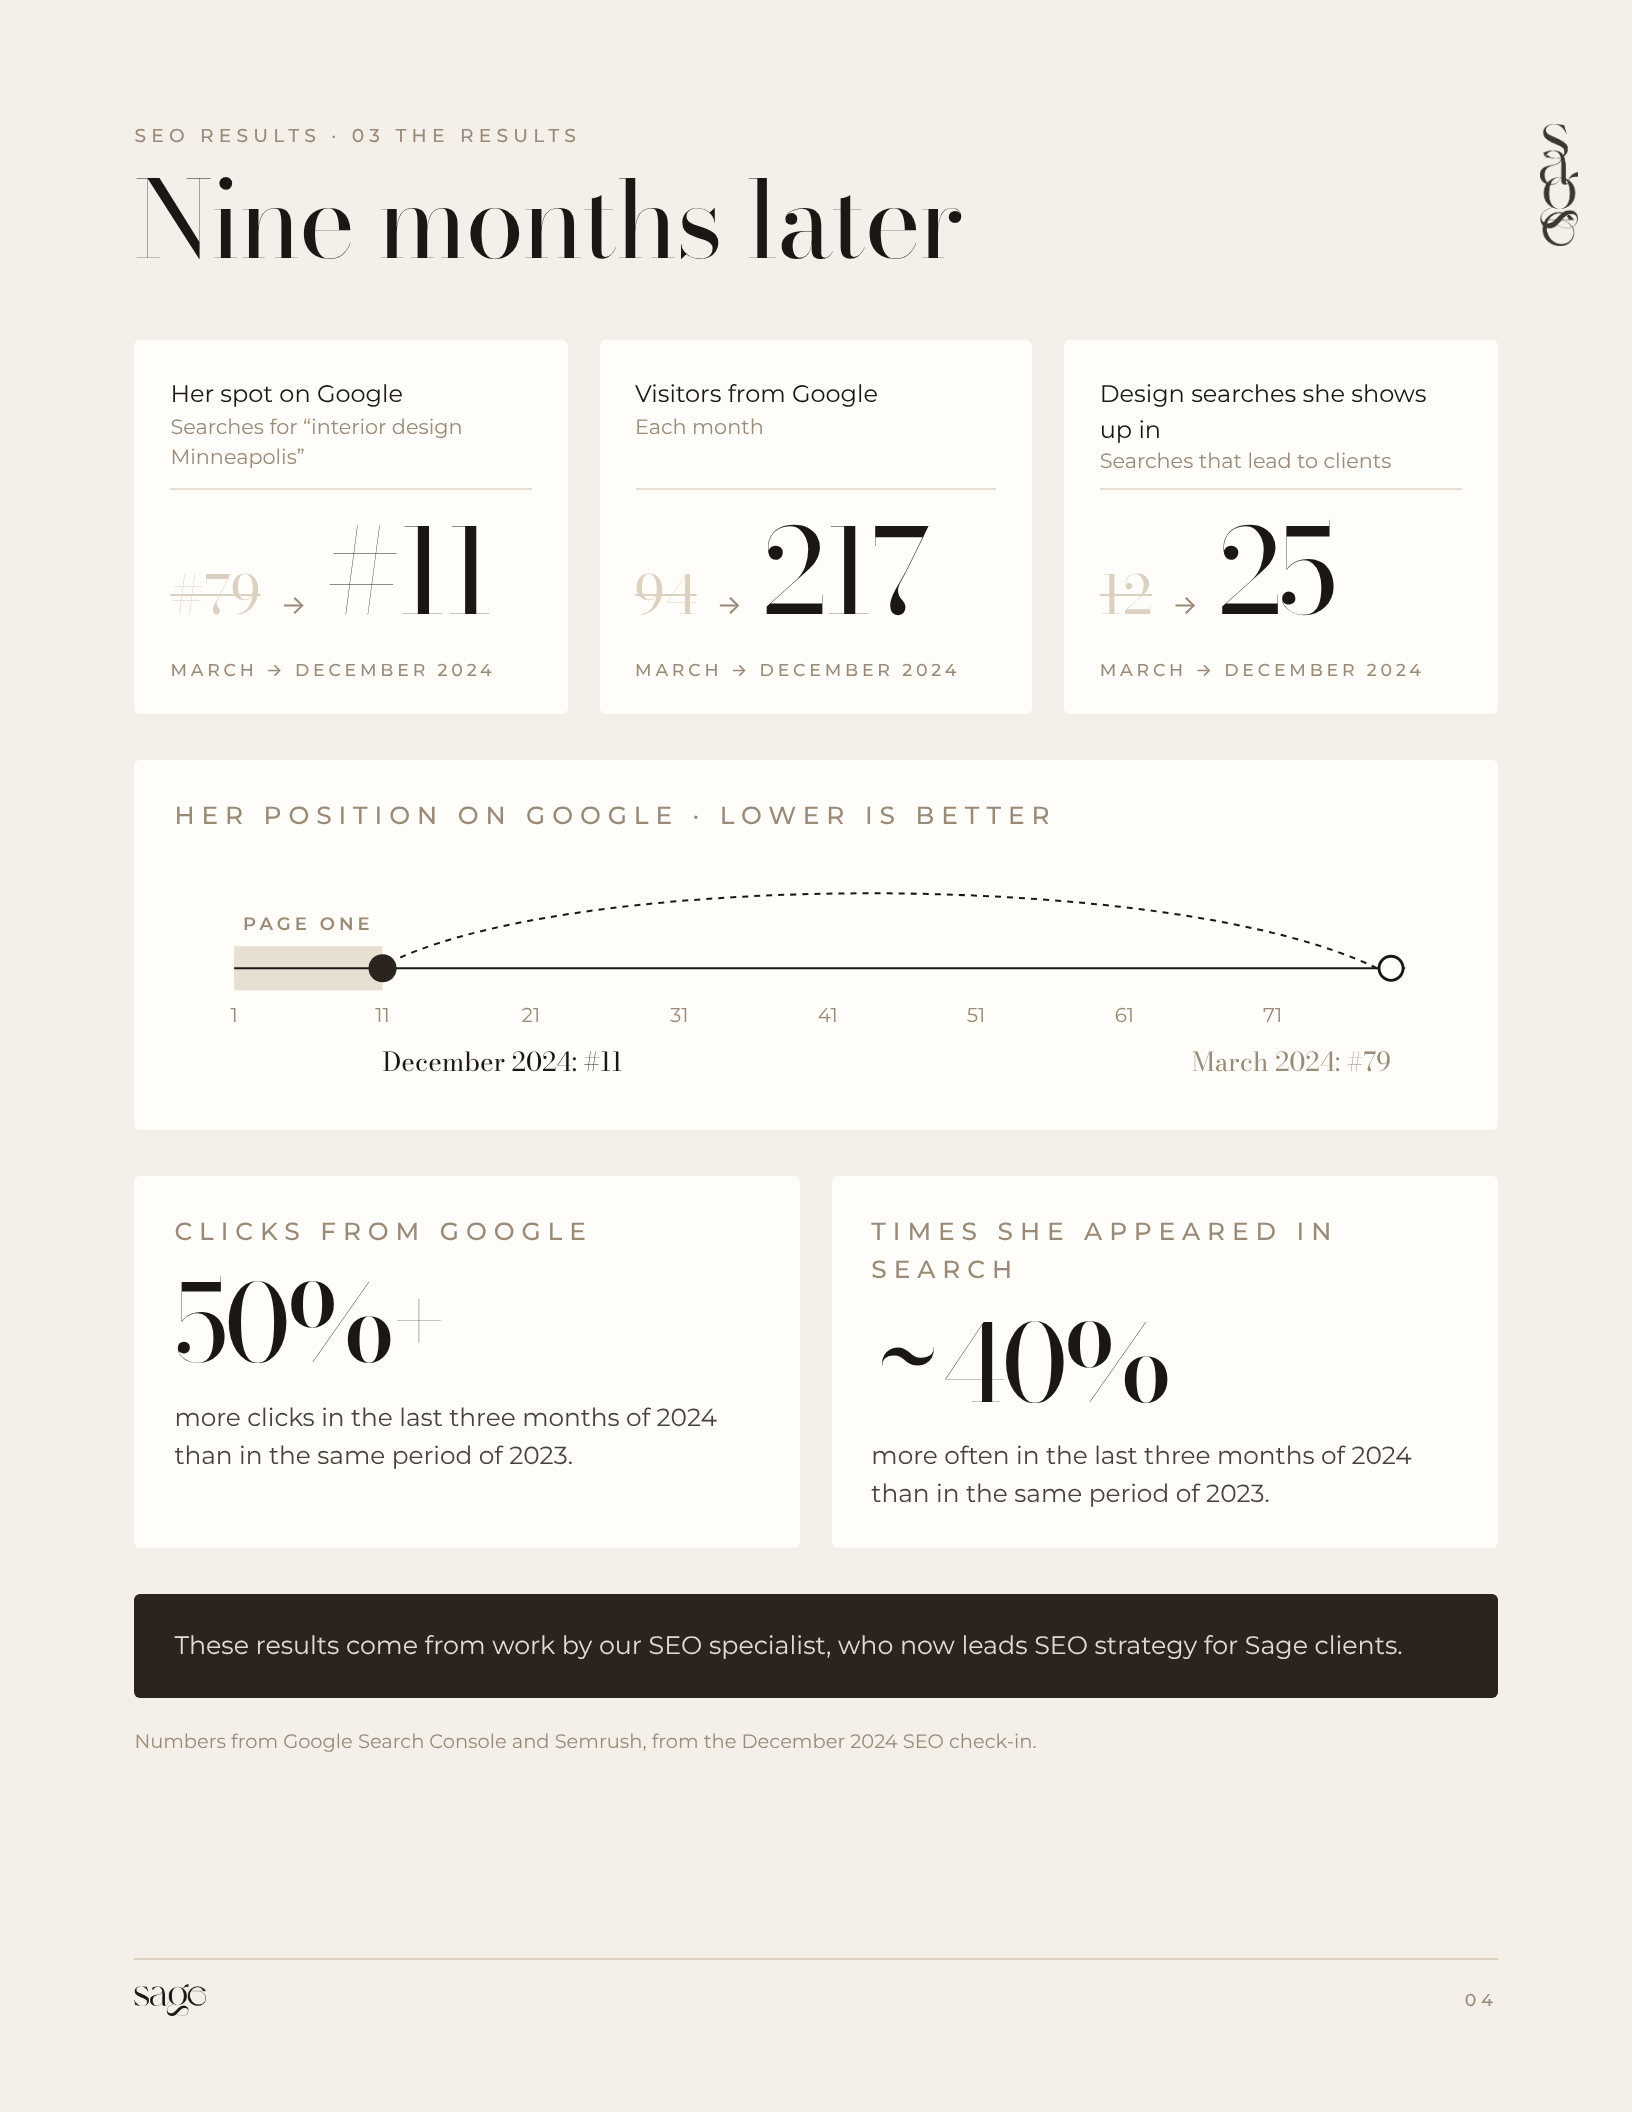 SEO RESULTS · 03 THE RESULTS
sage
Nine months later
Her spot on Google
Searches for “interior design
Minneapolis”
#79 → #11
MARCH → DECEMBER 2024
Visitors from Google
Each month
94 → 217
MARCH → DECEMBER 2024
Design searches she shows
up in
Searches that lead to clients
12 → 25
MARCH → DECEMBER 2024
HER POSITION ON GOOGLE · LOWER IS BETTER
PAGE ONE
1 11 21 31 41 51 61 71
December 2024: #11 March 2024: #79
CLICKS FROM GOOGLE
50%+
more clicks in the last three months of 2024
than in the same period of 2023.
TIMES SHE APPEARED IN
SEARCH
~40%
more often in the last three months of 2024
than in the same period of 2023.
These results come from work by our SEO specialist, who now leads SEO strategy for Sage clients.
Numbers from Google Search Console and Semrush, from the December 2024 SEO check-in.
sage 04